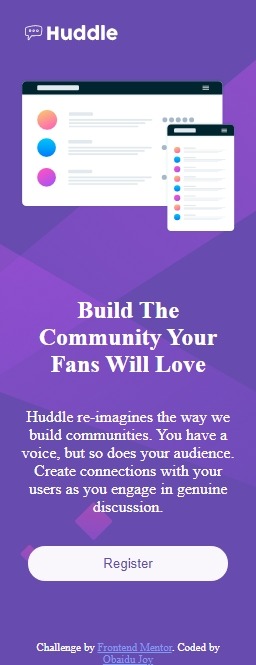 Huddle
Build The
Community Your
Fans Will Love
Huddle re-imagines the way we
build communities. You have a
voice, but so does your audience.
Create connections with your
users as you engage in genuine
discussion.
Register
Challenge by Frontend Mentor. Coded by
Obaidu Joy